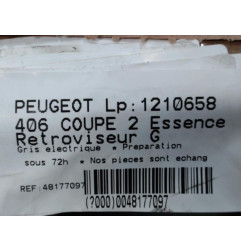 PEUGEOT Lp:1210658
406 COUPE 2 Essence
Retroviseur G
Gris electrique * Preparation
sous 72h * Nos pieces sont echang
REF:48177097
(?000)0048177097